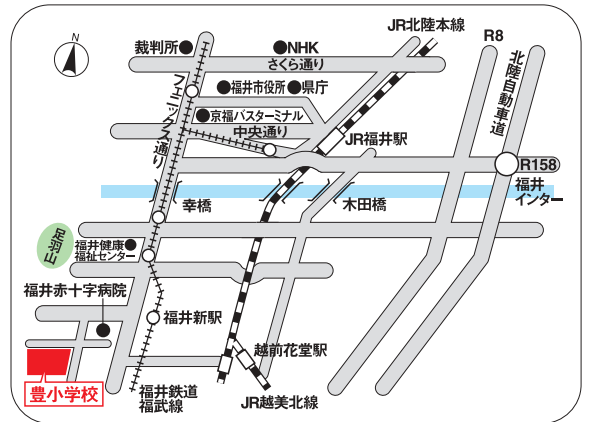 JR北陸本線
R8
N
裁判所
NHK
さくら通り
北陸自動車道
フェニックス通り
福井市役所
県庁
京福バスターミナル
中央通り
JR福井駅
R158
福井
インター
幸橋
木田橋
足羽山
福井健康
福祉センター
福井赤十字病院
福井新駅
越前花堂駅
豊小学校
福井鉄道
福武線
JR越美北線